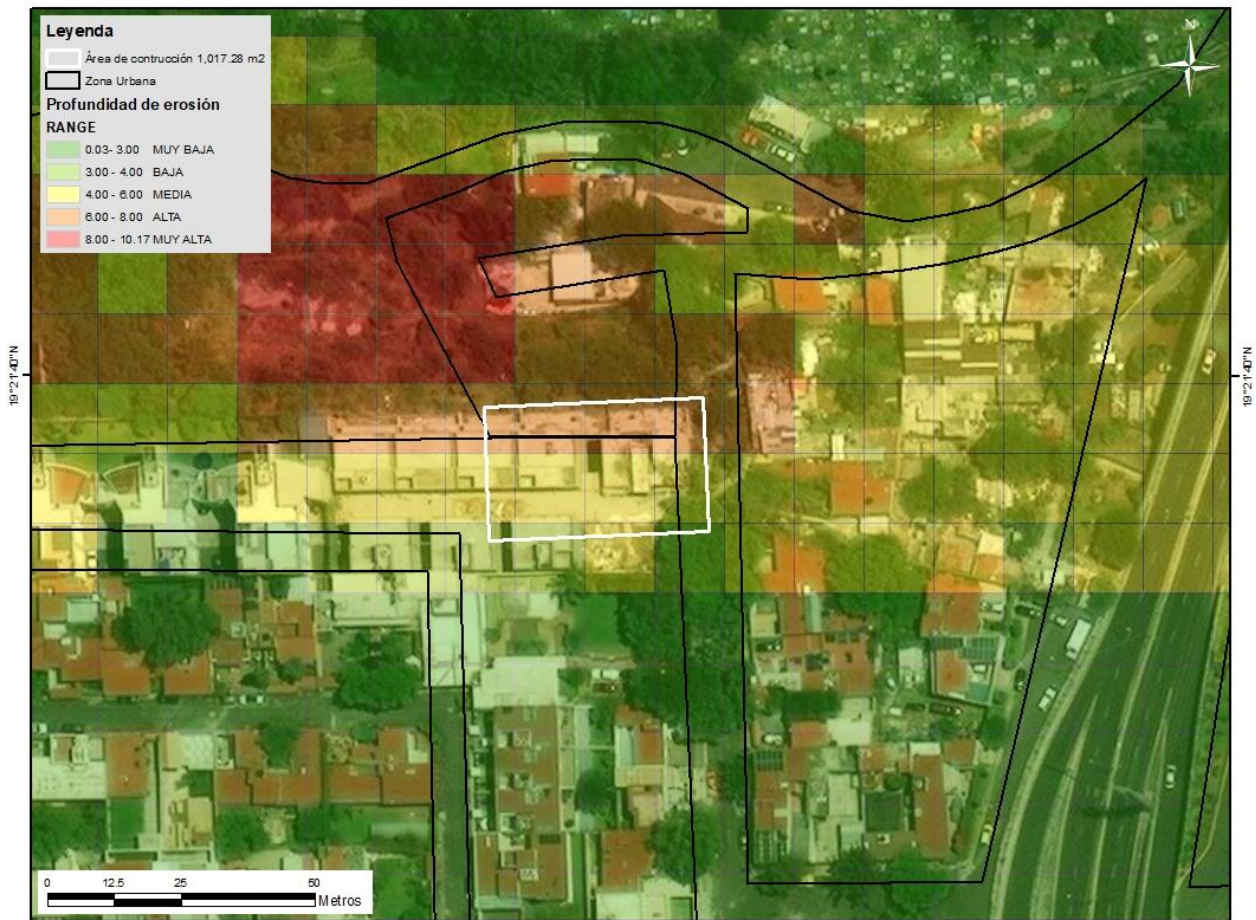 N
Leyenda
Área de contrucción 1,017.28 m2
Zona Urbana
Profundidad de erosión
RANGE
0.03- 3.00 MUY BAJA
3.00 - 4.00 BAJA
4.00 - 6.00 MEDIA
6.00 - 8.00 ALTA
8.00 - 10.17 MUY ALTA
19°21'40"N
19°21'40"N
0 12.5 25 50
Metros